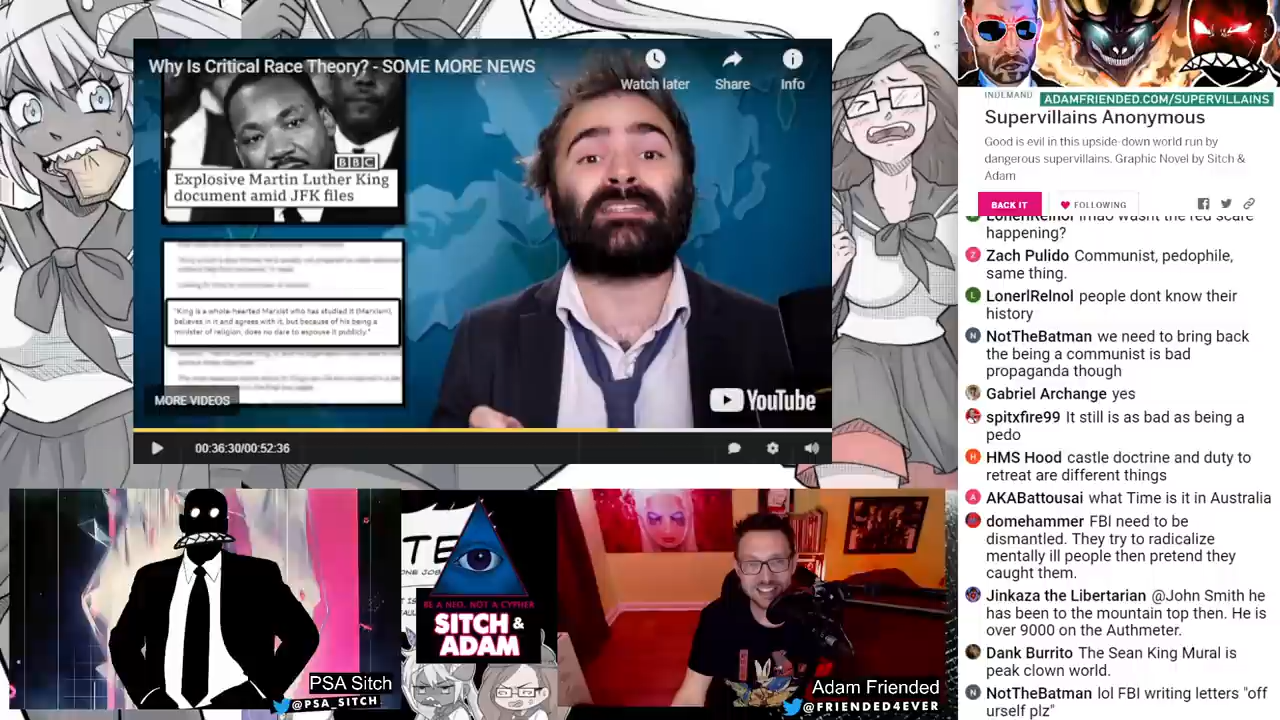 Why Is Critical Race Theory? - SOME MORE NEWS
Watch later
Share
Info
BBC
Explosive Martin Luther King
document amid JFK files
"King is a whole-hearted Marxist who has studied it (Marxism),
believes in it and agrees with it, but because of his being a
minister of religion, does no dare to espouse it publicly."
MORE VIDEOS
YouTube
00:36:30/00:52:36
PSA Sitch
@PSA_SITCH
BE A NEO, NOT A CYPHER
SITCH &
ADAM
Adam Friended
@FRIENDED4EVER
INDEMAND
ADAMFRIENDED.COM/SUPERVILLAINS
Supervillains Anonymous
Good is evil in this upside-down world run by
dangerous supervillains. Graphic Novel by Sitch &
Adam
BACK IT
FOLLOWING
LonerlRelnol lmao wasnt the red scare
happening?
Zach Pulido Communist, pedophile,
same thing.
LonerlRelnol people dont know their
history
NotTheBatman we need to bring back
the being a communist is bad
propaganda though
Gabriel Archange yes
spitxfire99 It still is as bad as being a
pedo
HMS Hood castle doctrine and duty to
retreat are different things
AKABattousai what Time is it in Australia
domehammer FBI need to be
dismantled. They try to radicalize
mentally ill people then pretend they
caught them.
Jinkaza the Libertarian @John Smith he
has been to the mountain top then. He is
over 9000 on the Authmeter.
Dank Burrito The Sean King Mural is
peak clown world.
NotTheBatman lol FBI writing letters "off
urself plz"